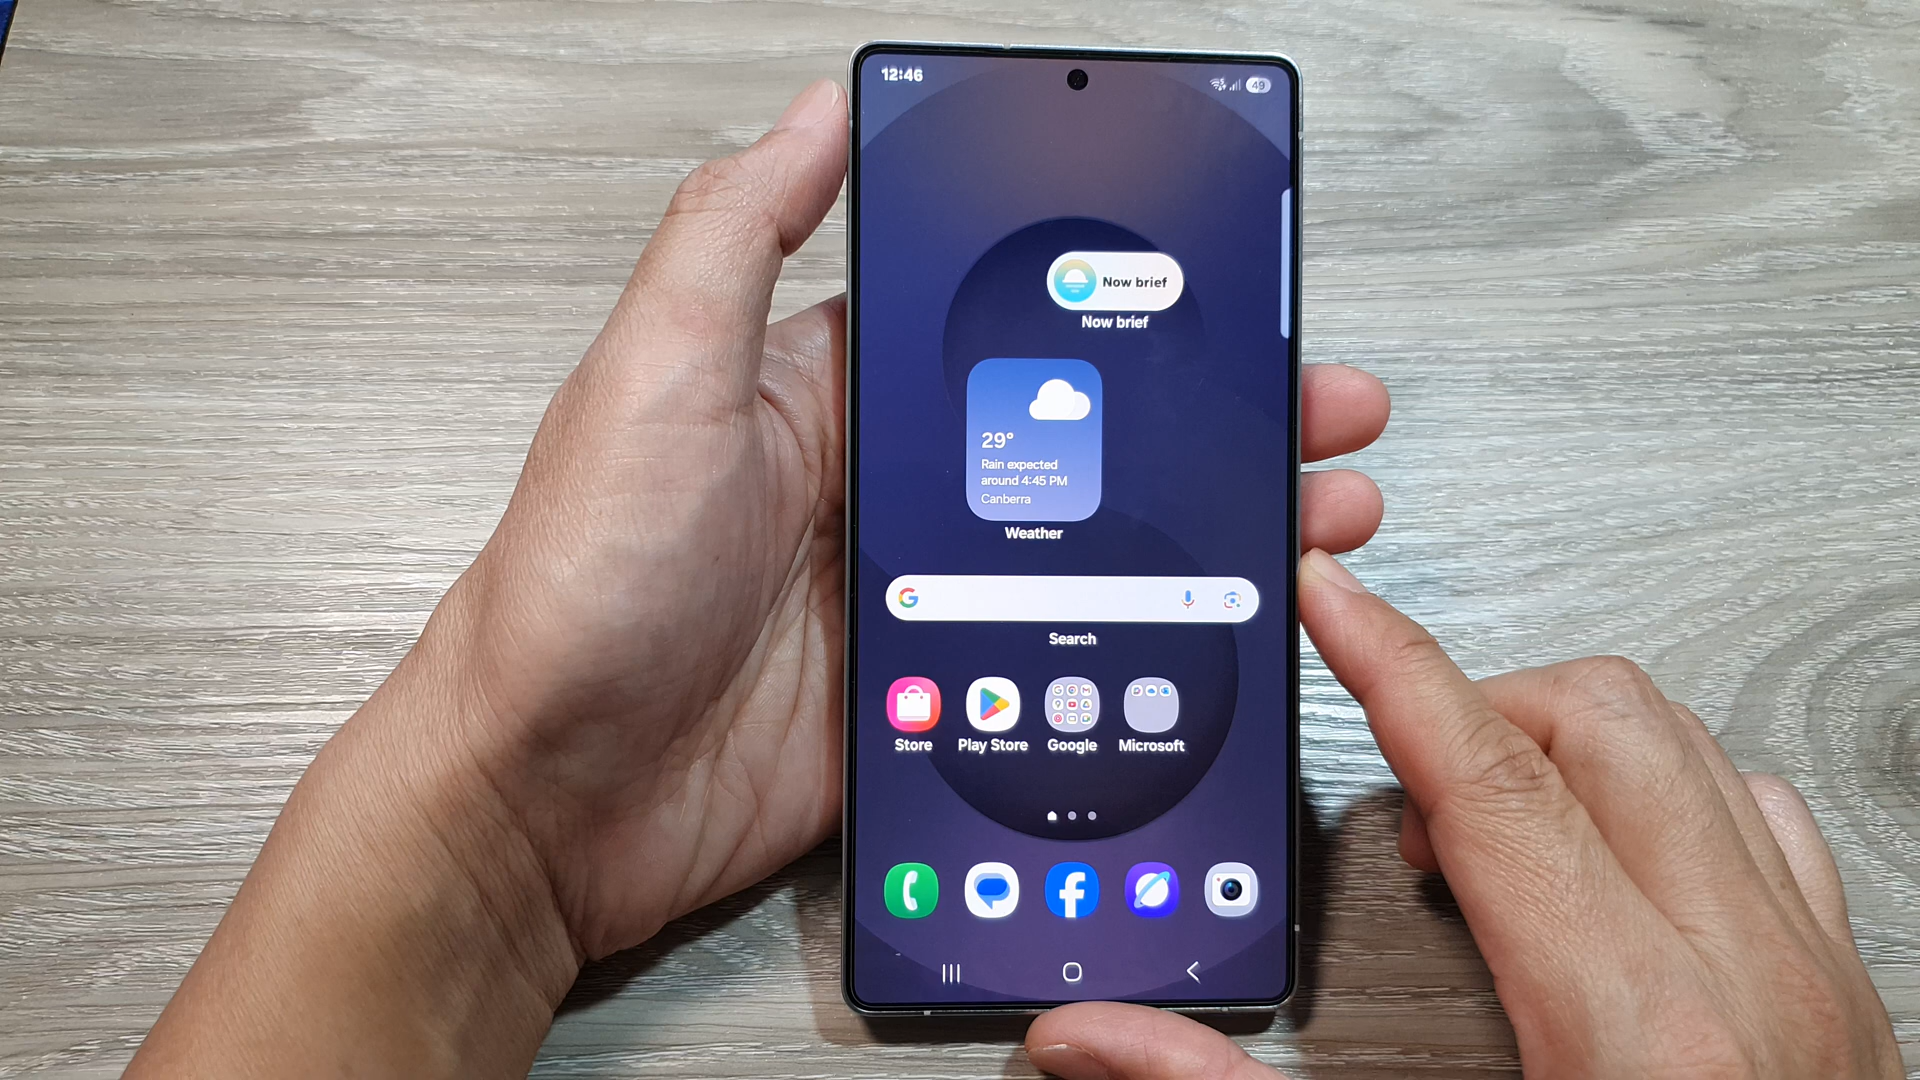 12:46
49
Now brief
Now brief
29°
Rain expected
around 4:45 PM
Canberra
Weather
Search
Store
Play Store
Google
Microsoft